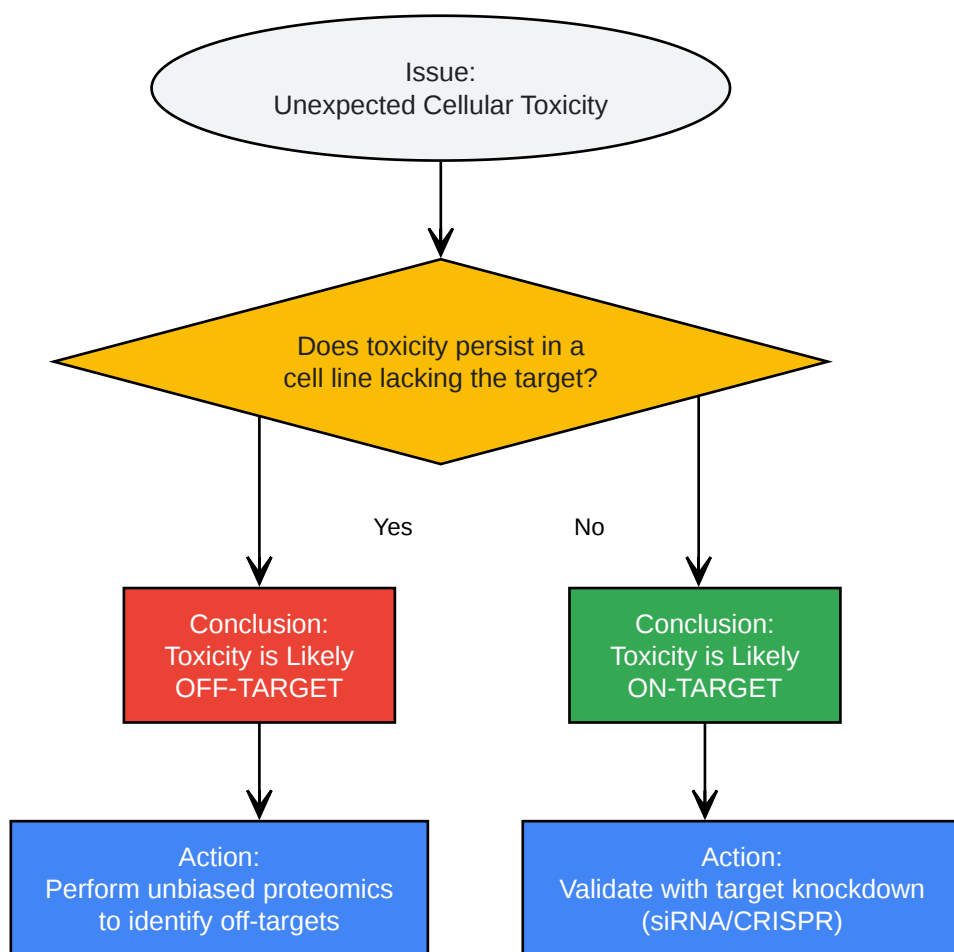 Issue:
Unexpected Cellular Toxicity
Does toxicity persist in a
cell line lacking the target?
Yes
No
Conclusion:
Toxicity is Likely
OFF-TARGET
Conclusion:
Toxicity is Likely
ON-TARGET
Action:
Perform unbiased proteomics
to identify off-targets
Action:
Validate with target knockdown
(siRNA/CRISPR)